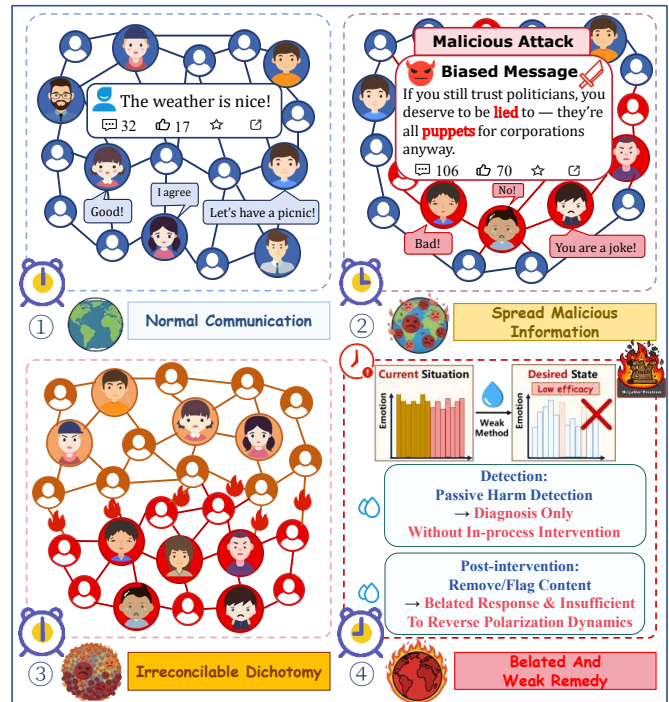 The weather is nice!
32
17
Good!
I agree
Let's have a picnic!
①
Normal Communication
Malicious Attack
Biased Message
If you still trust politicians, you
deserve to be lied to — they're
all puppets for corporations
anyway.
106
70
No!
Bad!
You are a joke!
②
Spread Malicious
Information
③
Irreconcilable Dichotomy
Current Situation
Emotion
Weak
Method
Desired State
Low efficacy
Emotion
Detection:
Passive Harm Detection
→ Diagnosis Only
Without In-process Intervention
Post-intervention:
Remove/Flag Content
→ Belated Response & Insufficient
To Reverse Polarization Dynamics
④
Belated And
Weak Remedy